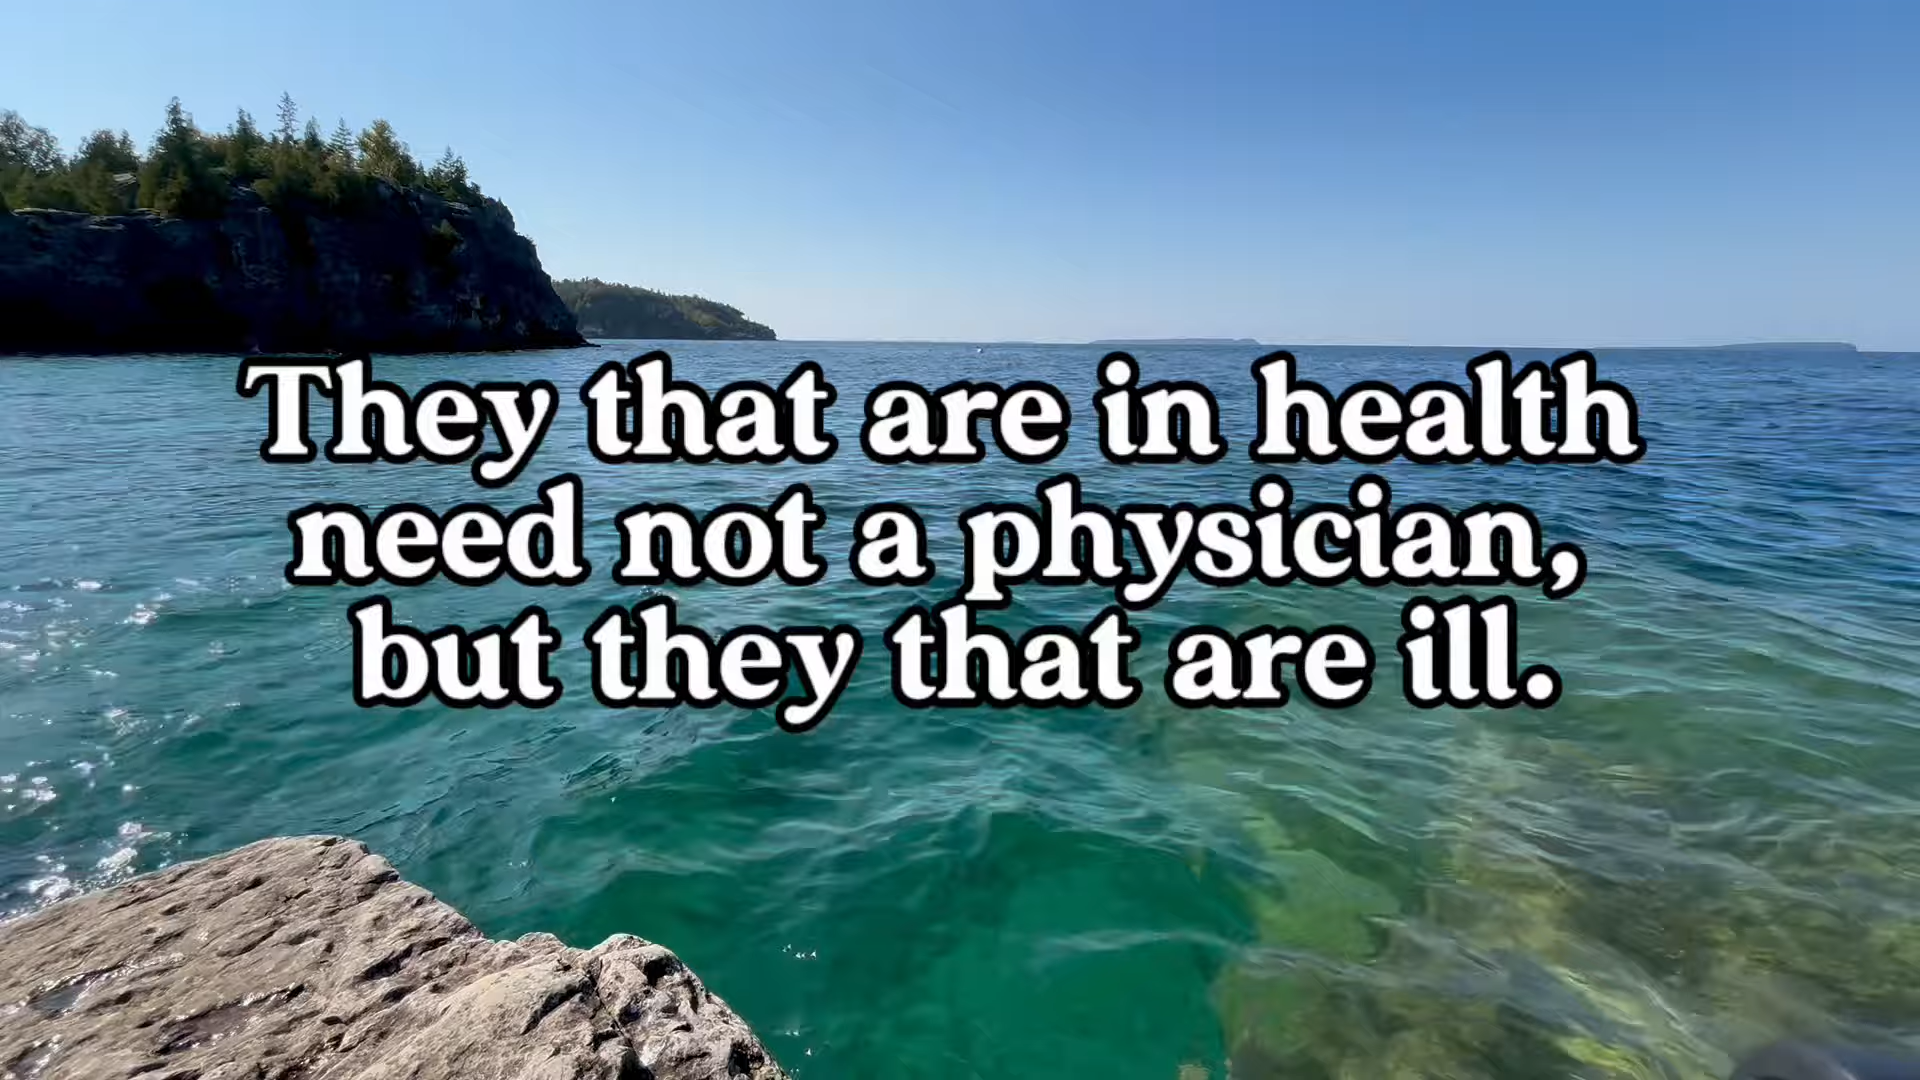 They that are in health
need not a physician,
but they that are ill.